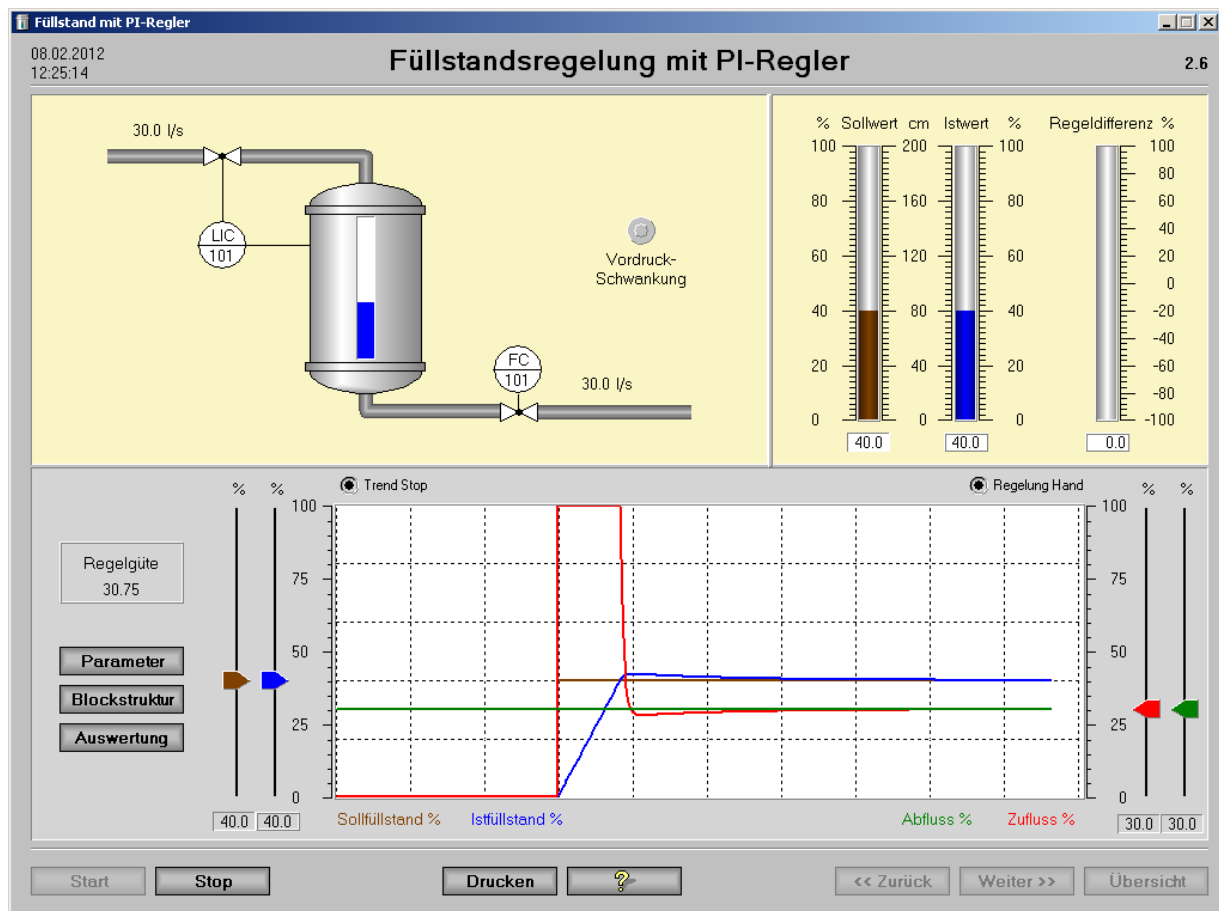 Füllstand mit PI-Regler
08.02.2012
12:25:14
Füllstandsregelung mit PI-Regler
2.6
30.0 l/s
LIC
101
Vordruck-
Schwankung
FC
101
30.0 l/s
% Sollwert cm Istwert % Regeldifferenz %
100 200 100 100
80
80 160 80 60
40
60 120 60 20
0
40 80 40 -20
-40
20 40 20 -60
-80
0 0 0 -100
40.0 40.0 0.0
% % Trend Stop Regelung Hand % %
100 100
Regelgüte
30.75
75 75
50 50
25 25
0 0
Parameter
Blockstruktur
Auswertung
40.0 40.0 Sollfüllstand % Istfüllstand % Abfluss % Zufluss % 30.0 30.0
Start Stop Drucken ? << Zurück Weiter >> Übersicht